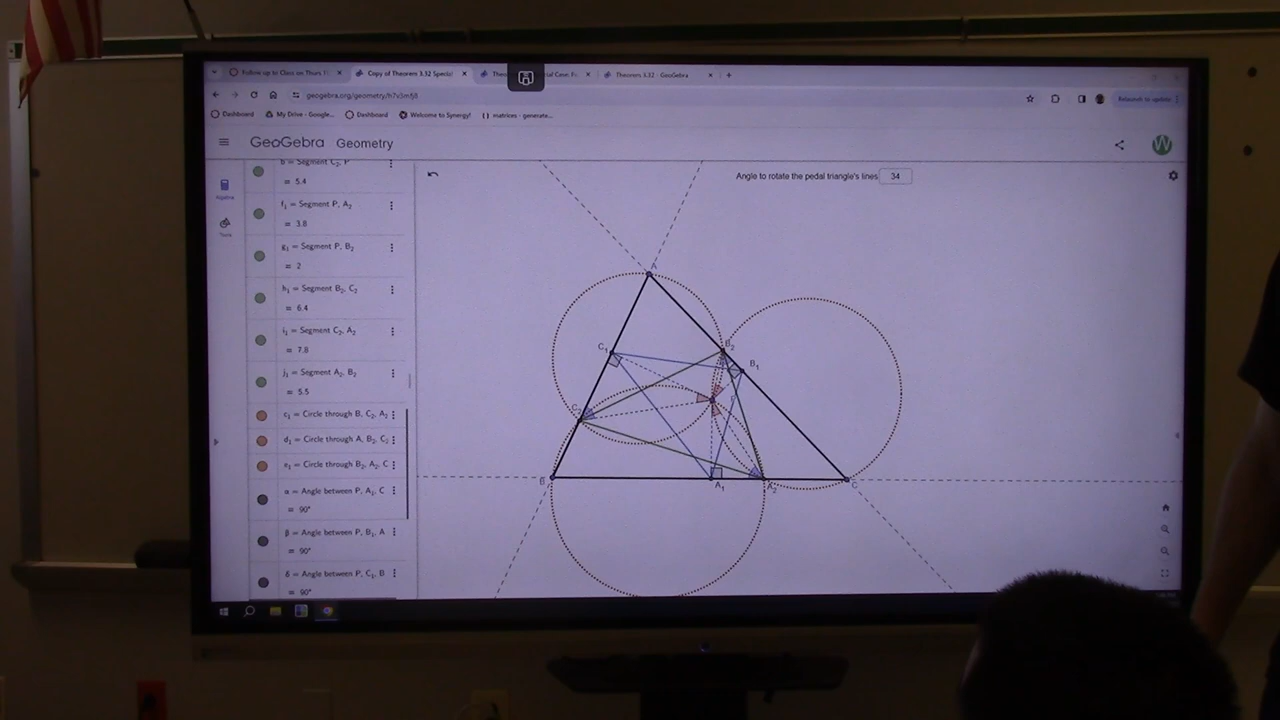 Follow up to Class on Thurs F
Copy of Theorem 3.32 Special
Theorem 3.32 - GeoGebra
geogebra.org/geometry/h7v3mfj8
Relaunch to update
Dashboard
My Drive - Google...
Dashboard
Welcome to Synergy!
matrices - generate...
GeoGebra Geometry
W
= 5.4
f₁ = Segment P, A₂
= 3.8
g₁ = Segment P, B₂
= 2
h₁ = Segment B₂, C₂
= 6.4
i₁ = Segment C₂, A₂
= 7.8
j₁ = Segment A₂, B₂
= 5.5
c₁ = Circle through B, C₂, A₂
d₁ = Circle through A, B₂, C₂
e₁ = Circle through B₂, A₂, C
α = Angle between P, A₁, C
= 90°
β = Angle between P, B₁, A
= 90°
δ = Angle between P, C₁, B
= 90°
Angle to rotate the pedal triangle's lines 34
A
C₁
B₂
B₁
C₂
B
A₁
A₂
C